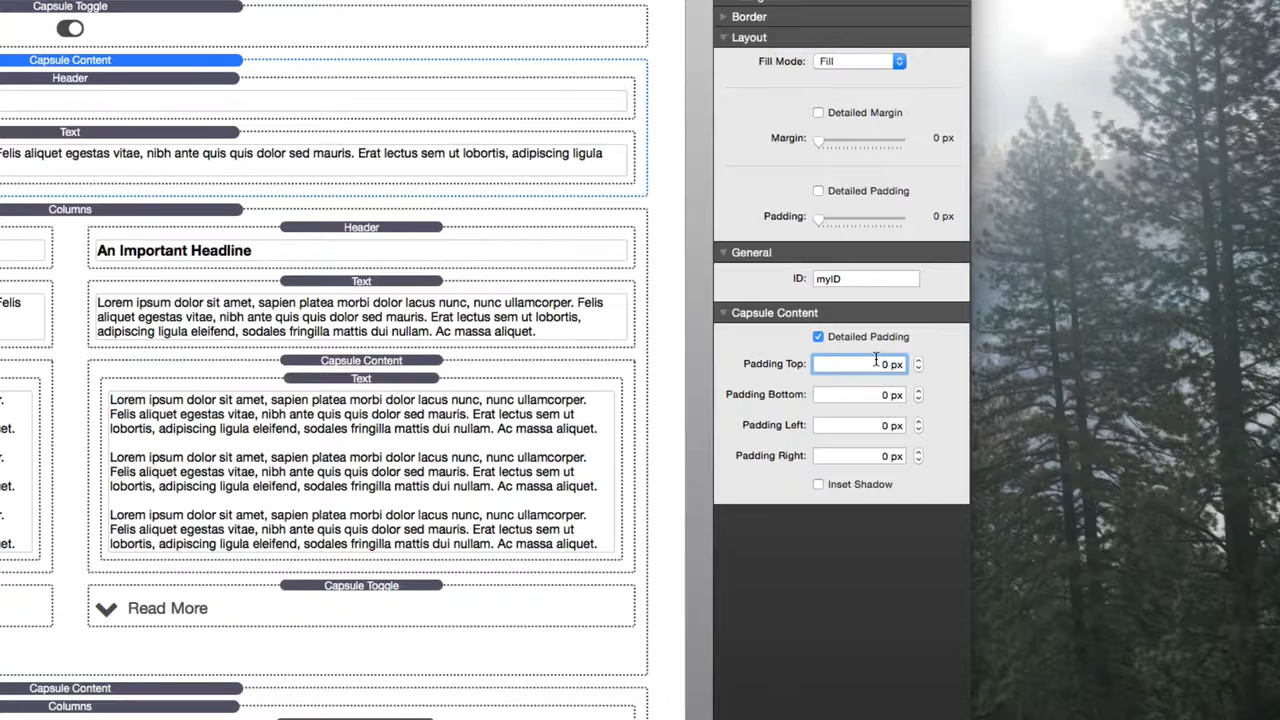 Capsule Toggle
Capsule Content
Header
Text
Felis aliquet egestas vitae, nibh ante quis quis dolor sed mauris. Erat lectus sem ut lobortis, adipiscing ligula
Columns
Header
An Important Headline
Text
Felis
Lorem ipsum dolor sit amet, sapien platea morbi dolor lacus nunc, nunc ullamcorper. Felis
aliquet egestas vitae, nibh ante quis quis dolor sed mauris. Erat lectus sem ut lobortis,
adipiscing ligula eleifend, sodales fringilla mattis dui nullam. Ac massa aliquet.
Capsule Content
Text
r.
Lorem ipsum dolor sit amet, sapien platea morbi dolor lacus nunc, nunc ullamcorper.
Felis aliquet egestas vitae, nibh ante quis quis dolor sed mauris. Erat lectus sem ut
et.
lobortis, adipiscing ligula eleifend, sodales fringilla mattis dui nullam. Ac massa aliquet.
r.
Lorem ipsum dolor sit amet, sapien platea morbi dolor lacus nunc, nunc ullamcorper.
Felis aliquet egestas vitae, nibh ante quis quis dolor sed mauris. Erat lectus sem ut
et.
lobortis, adipiscing ligula eleifend, sodales fringilla mattis dui nullam. Ac massa aliquet.
r.
Lorem ipsum dolor sit amet, sapien platea morbi dolor lacus nunc, nunc ullamcorper.
Felis aliquet egestas vitae, nibh ante quis quis dolor sed mauris. Erat lectus sem ut
et.
lobortis, adipiscing ligula eleifend, sodales fringilla mattis dui nullam. Ac massa aliquet.
Capsule Toggle
Read More
Capsule Content
Columns
Border
Layout
Fill Mode: Fill
Detailed Margin
Margin: 0 px
Detailed Padding
Padding: 0 px
General
ID: myID
Capsule Content
Detailed Padding
Padding Top: 0 px
Padding Bottom: 0 px
Padding Left: 0 px
Padding Right: 0 px
Inset Shadow